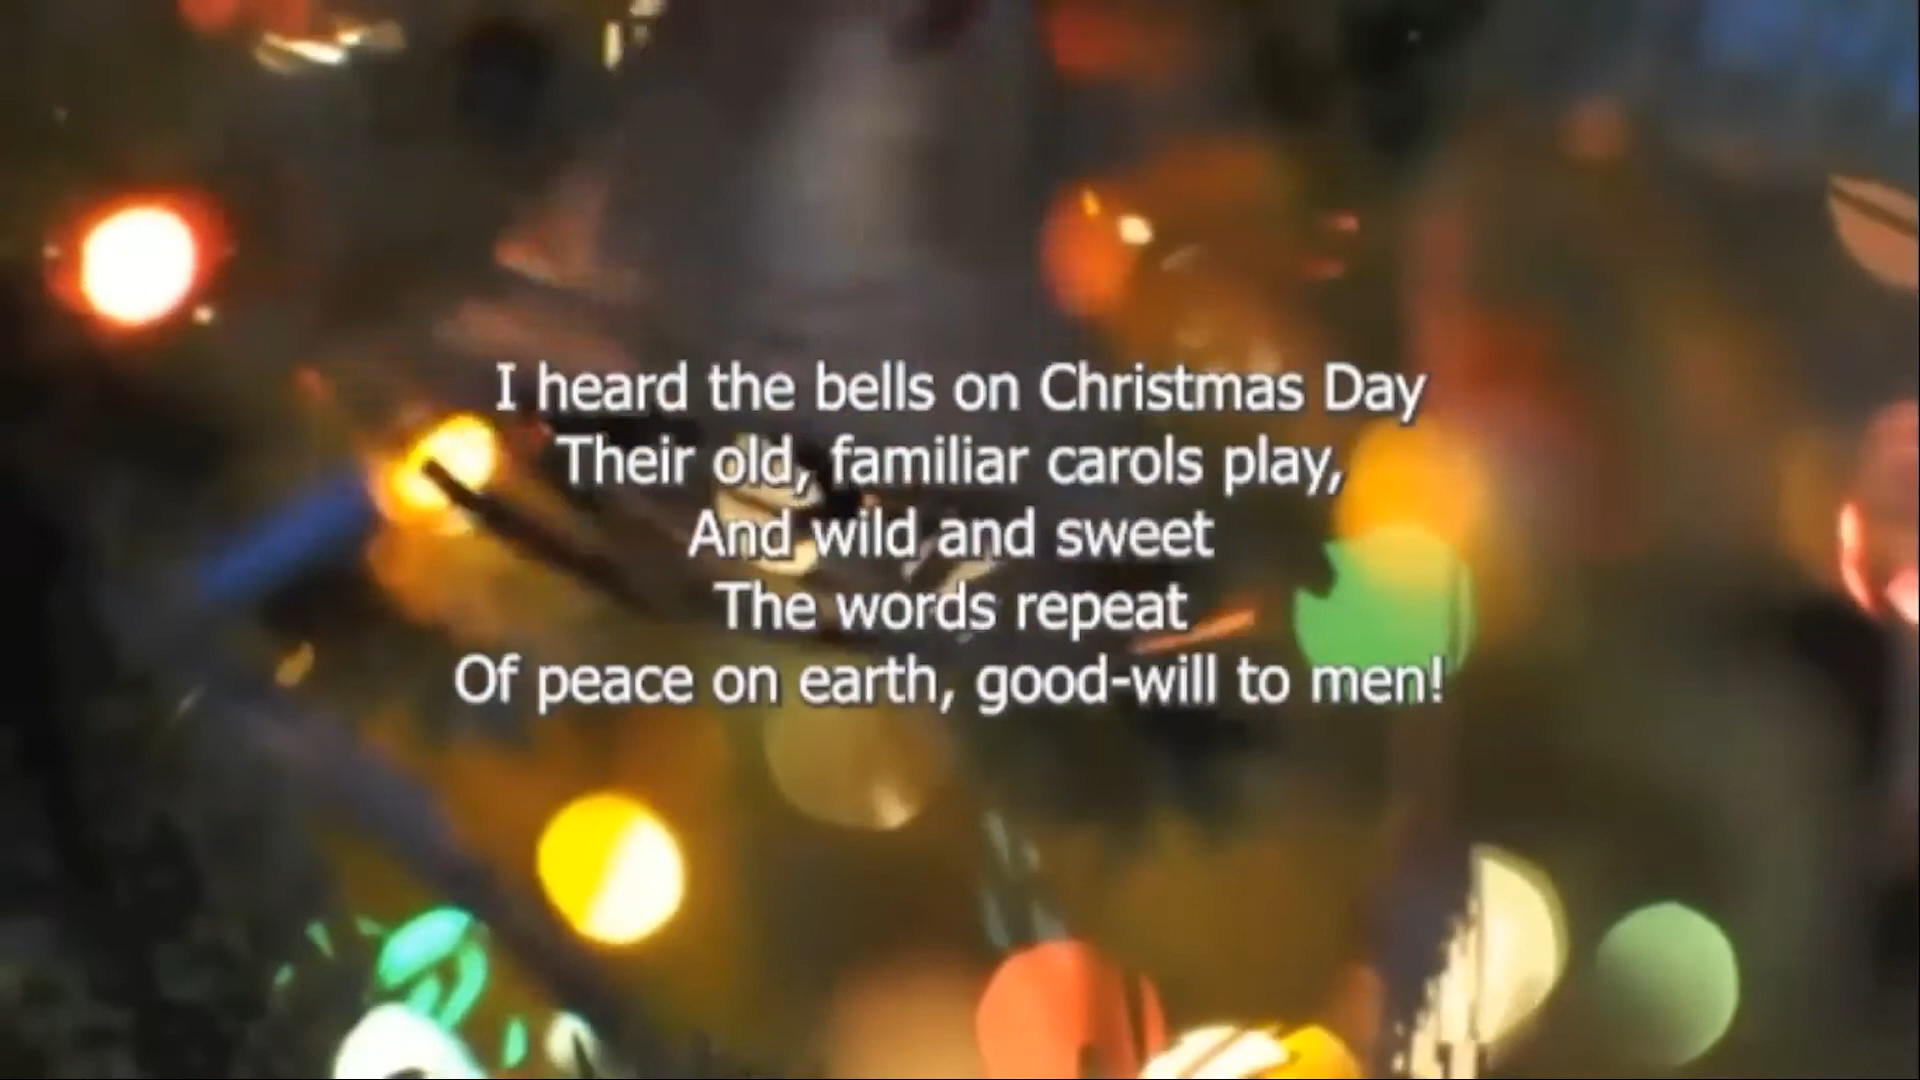 I heard the bells on Christmas Day
Their old, familiar carols play,
And wild and sweet
The words repeat
Of peace on earth, good-will to men!